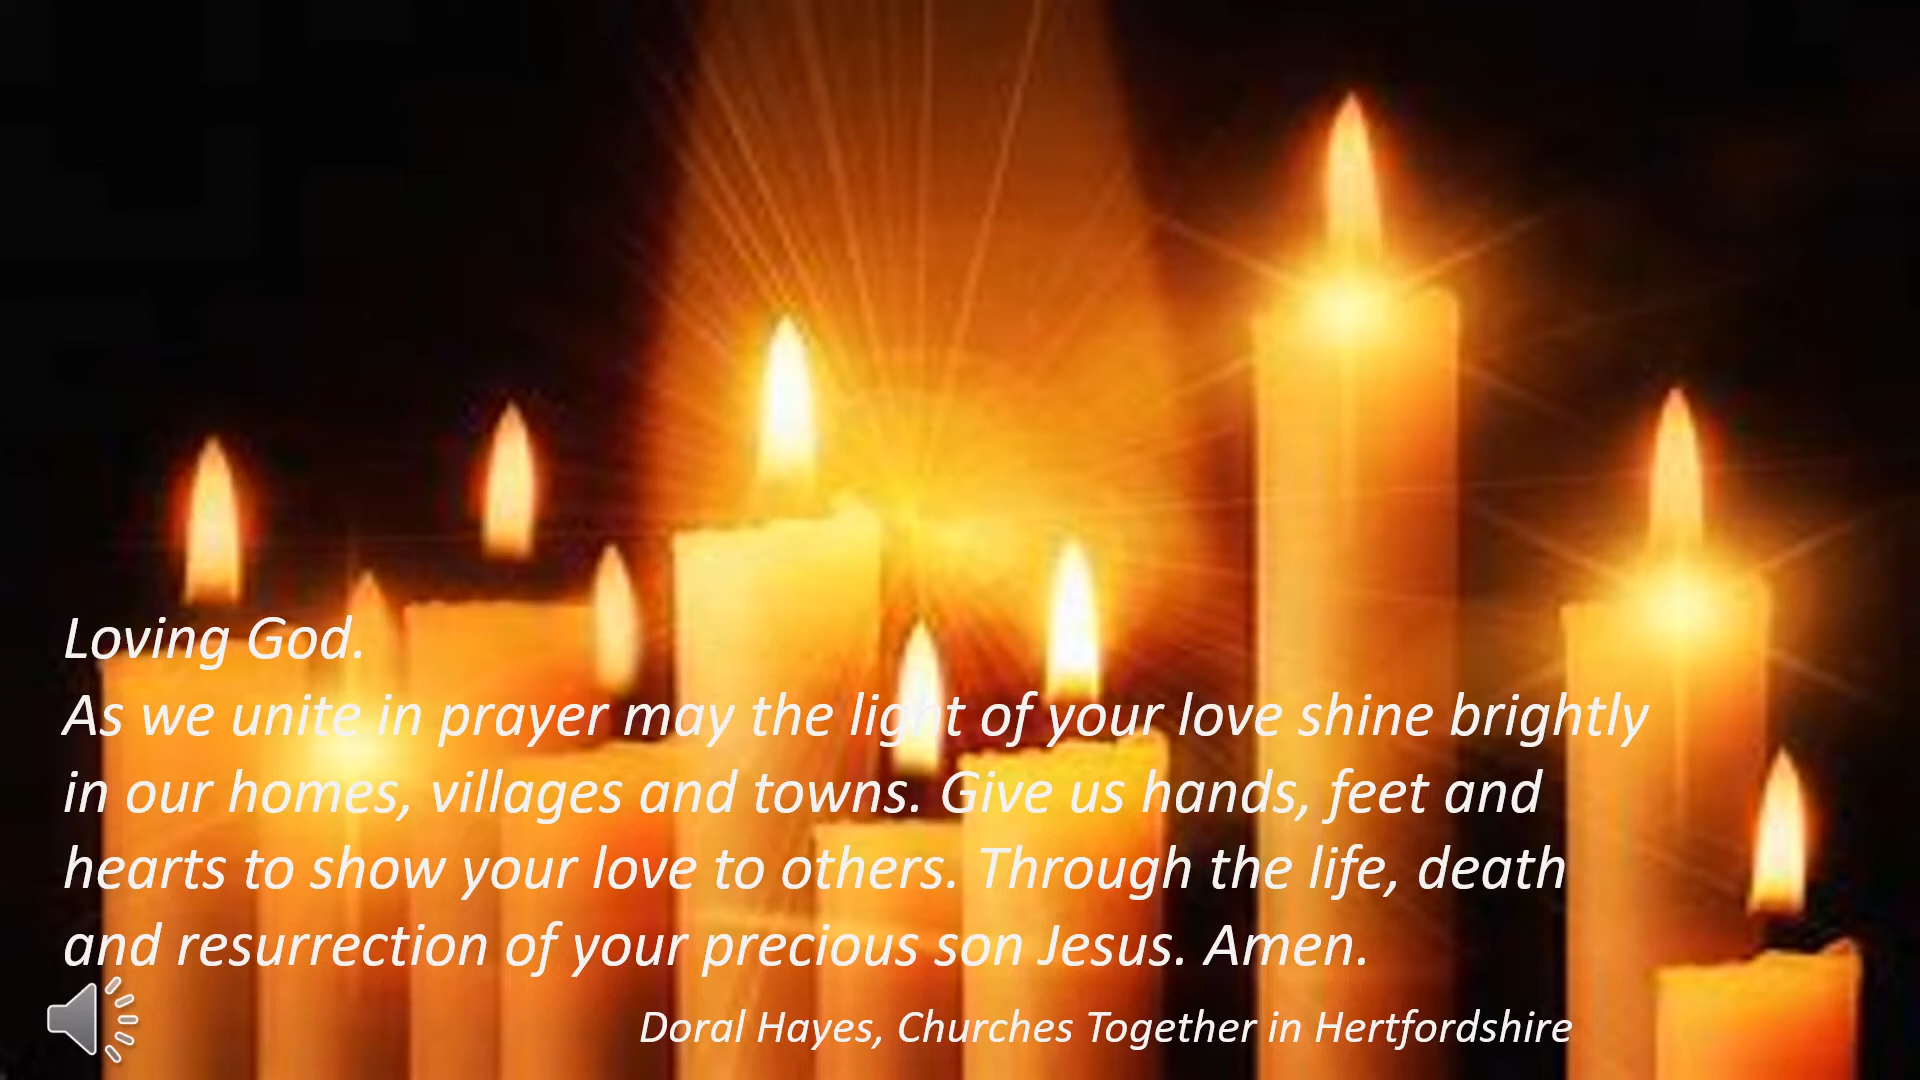 Loving God.
As we unite in prayer may the light of your love shine brightly
in our homes, villages and towns. Give us hands, feet and
hearts to show your love to others. Through the life, death
and resurrection of your precious son Jesus. Amen.
Doral Hayes, Churches Together in Hertfordshire